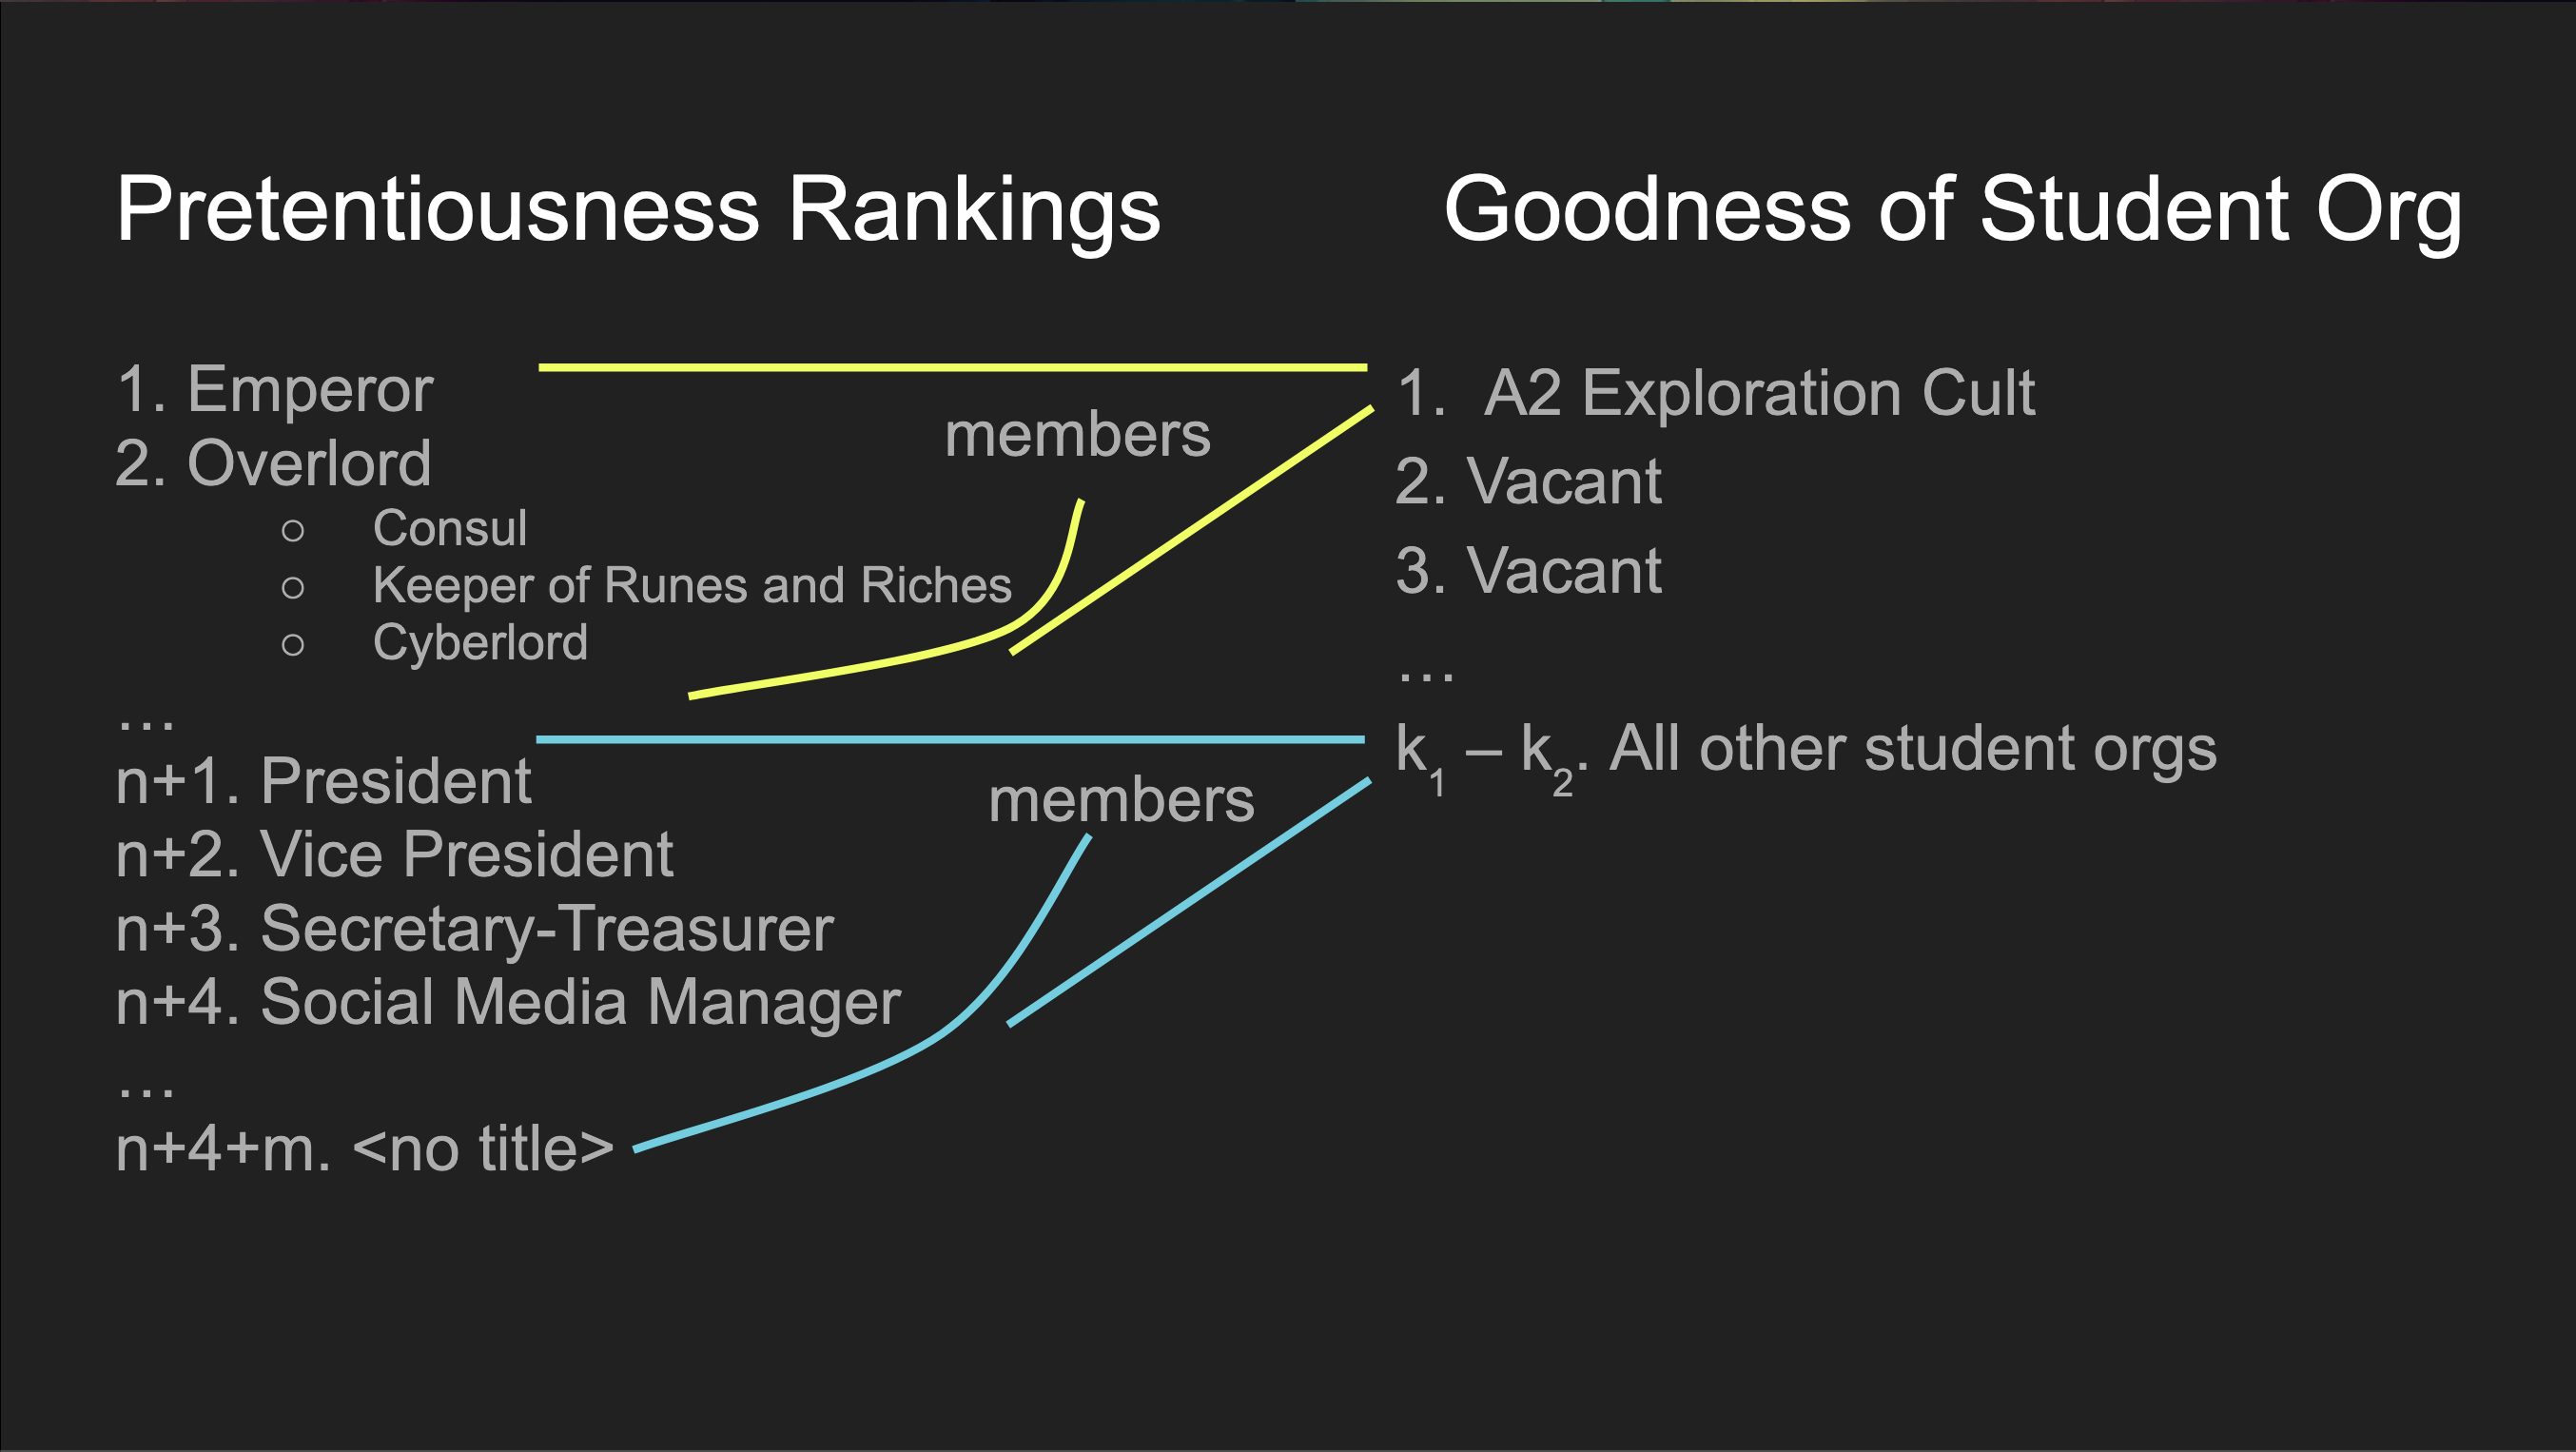 Pretentiousness Rankings
1. Emperor
2. Overlord
○ Consul
○ Keeper of Runes and Riches
○ Cyberlord
…
n+1. President
n+2. Vice President
n+3. Secretary-Treasurer
n+4. Social Media Manager
…
n+4+m. <no title>
members
members
Goodness of Student Org
1. A2 Exploration Cult
2. Vacant
3. Vacant
…
k₁ – k₂. All other student orgs